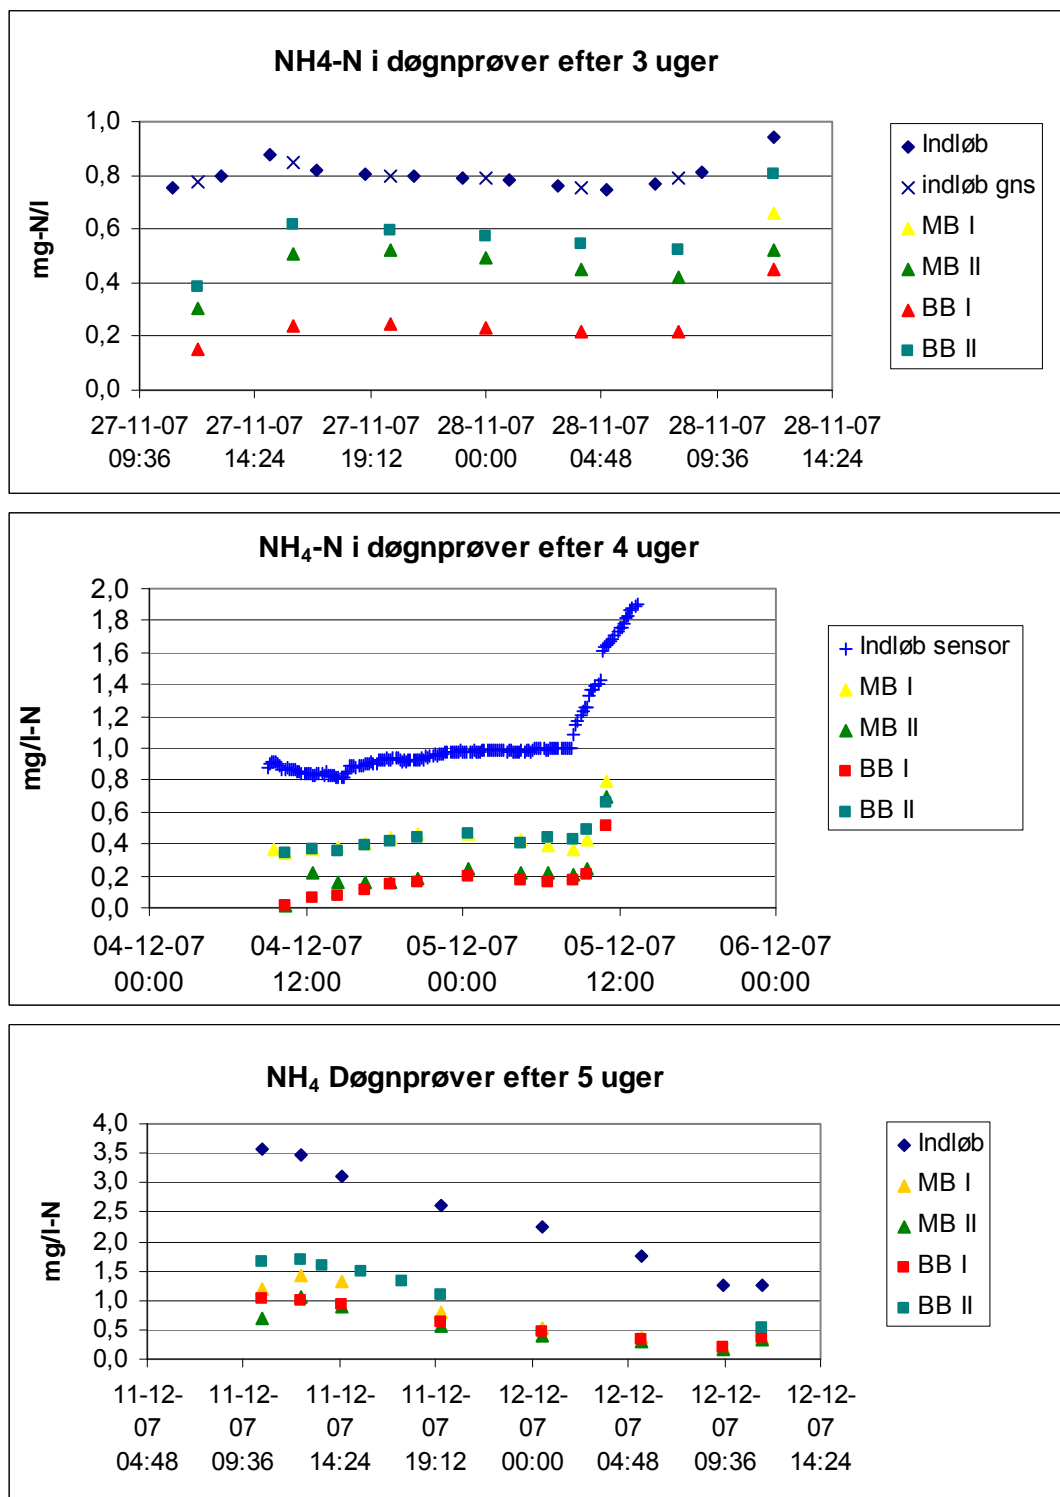 NH4-N i døgnprøver efter 3 uger
mg-N/l
1,0
0,8
0,6
0,4
0,2
0,0
27-11-07 27-11-07 27-11-07 28-11-07 28-11-07 28-11-07 28-11-07
09:36 14:24 19:12 00:00 04:48 09:36 14:24
Indløb
indløb gns
MB I
MB II
BB I
BB II
NH₄-N i døgnprøver efter 4 uger
mg/l-N
2,0
1,8
1,6
1,4
1,2
1,0
0,8
0,6
0,4
0,2
0,0
04-12-07 04-12-07 05-12-07 05-12-07 06-12-07
00:00 12:00 00:00 12:00 00:00
Indløb sensor
MB I
MB II
BB I
BB II
NH₄ Døgnprøver efter 5 uger
mg/l-N
4,0
3,5
3,0
2,5
2,0
1,5
1,0
0,5
0,0
11-12- 11-12- 11-12- 11-12- 12-12- 12-12- 12-12- 12-12-
07 07 07 07 07 07 07 07
04:48 09:36 14:24 19:12 00:00 04:48 09:36 14:24
Indløb
MB I
MB II
BB I
BB II